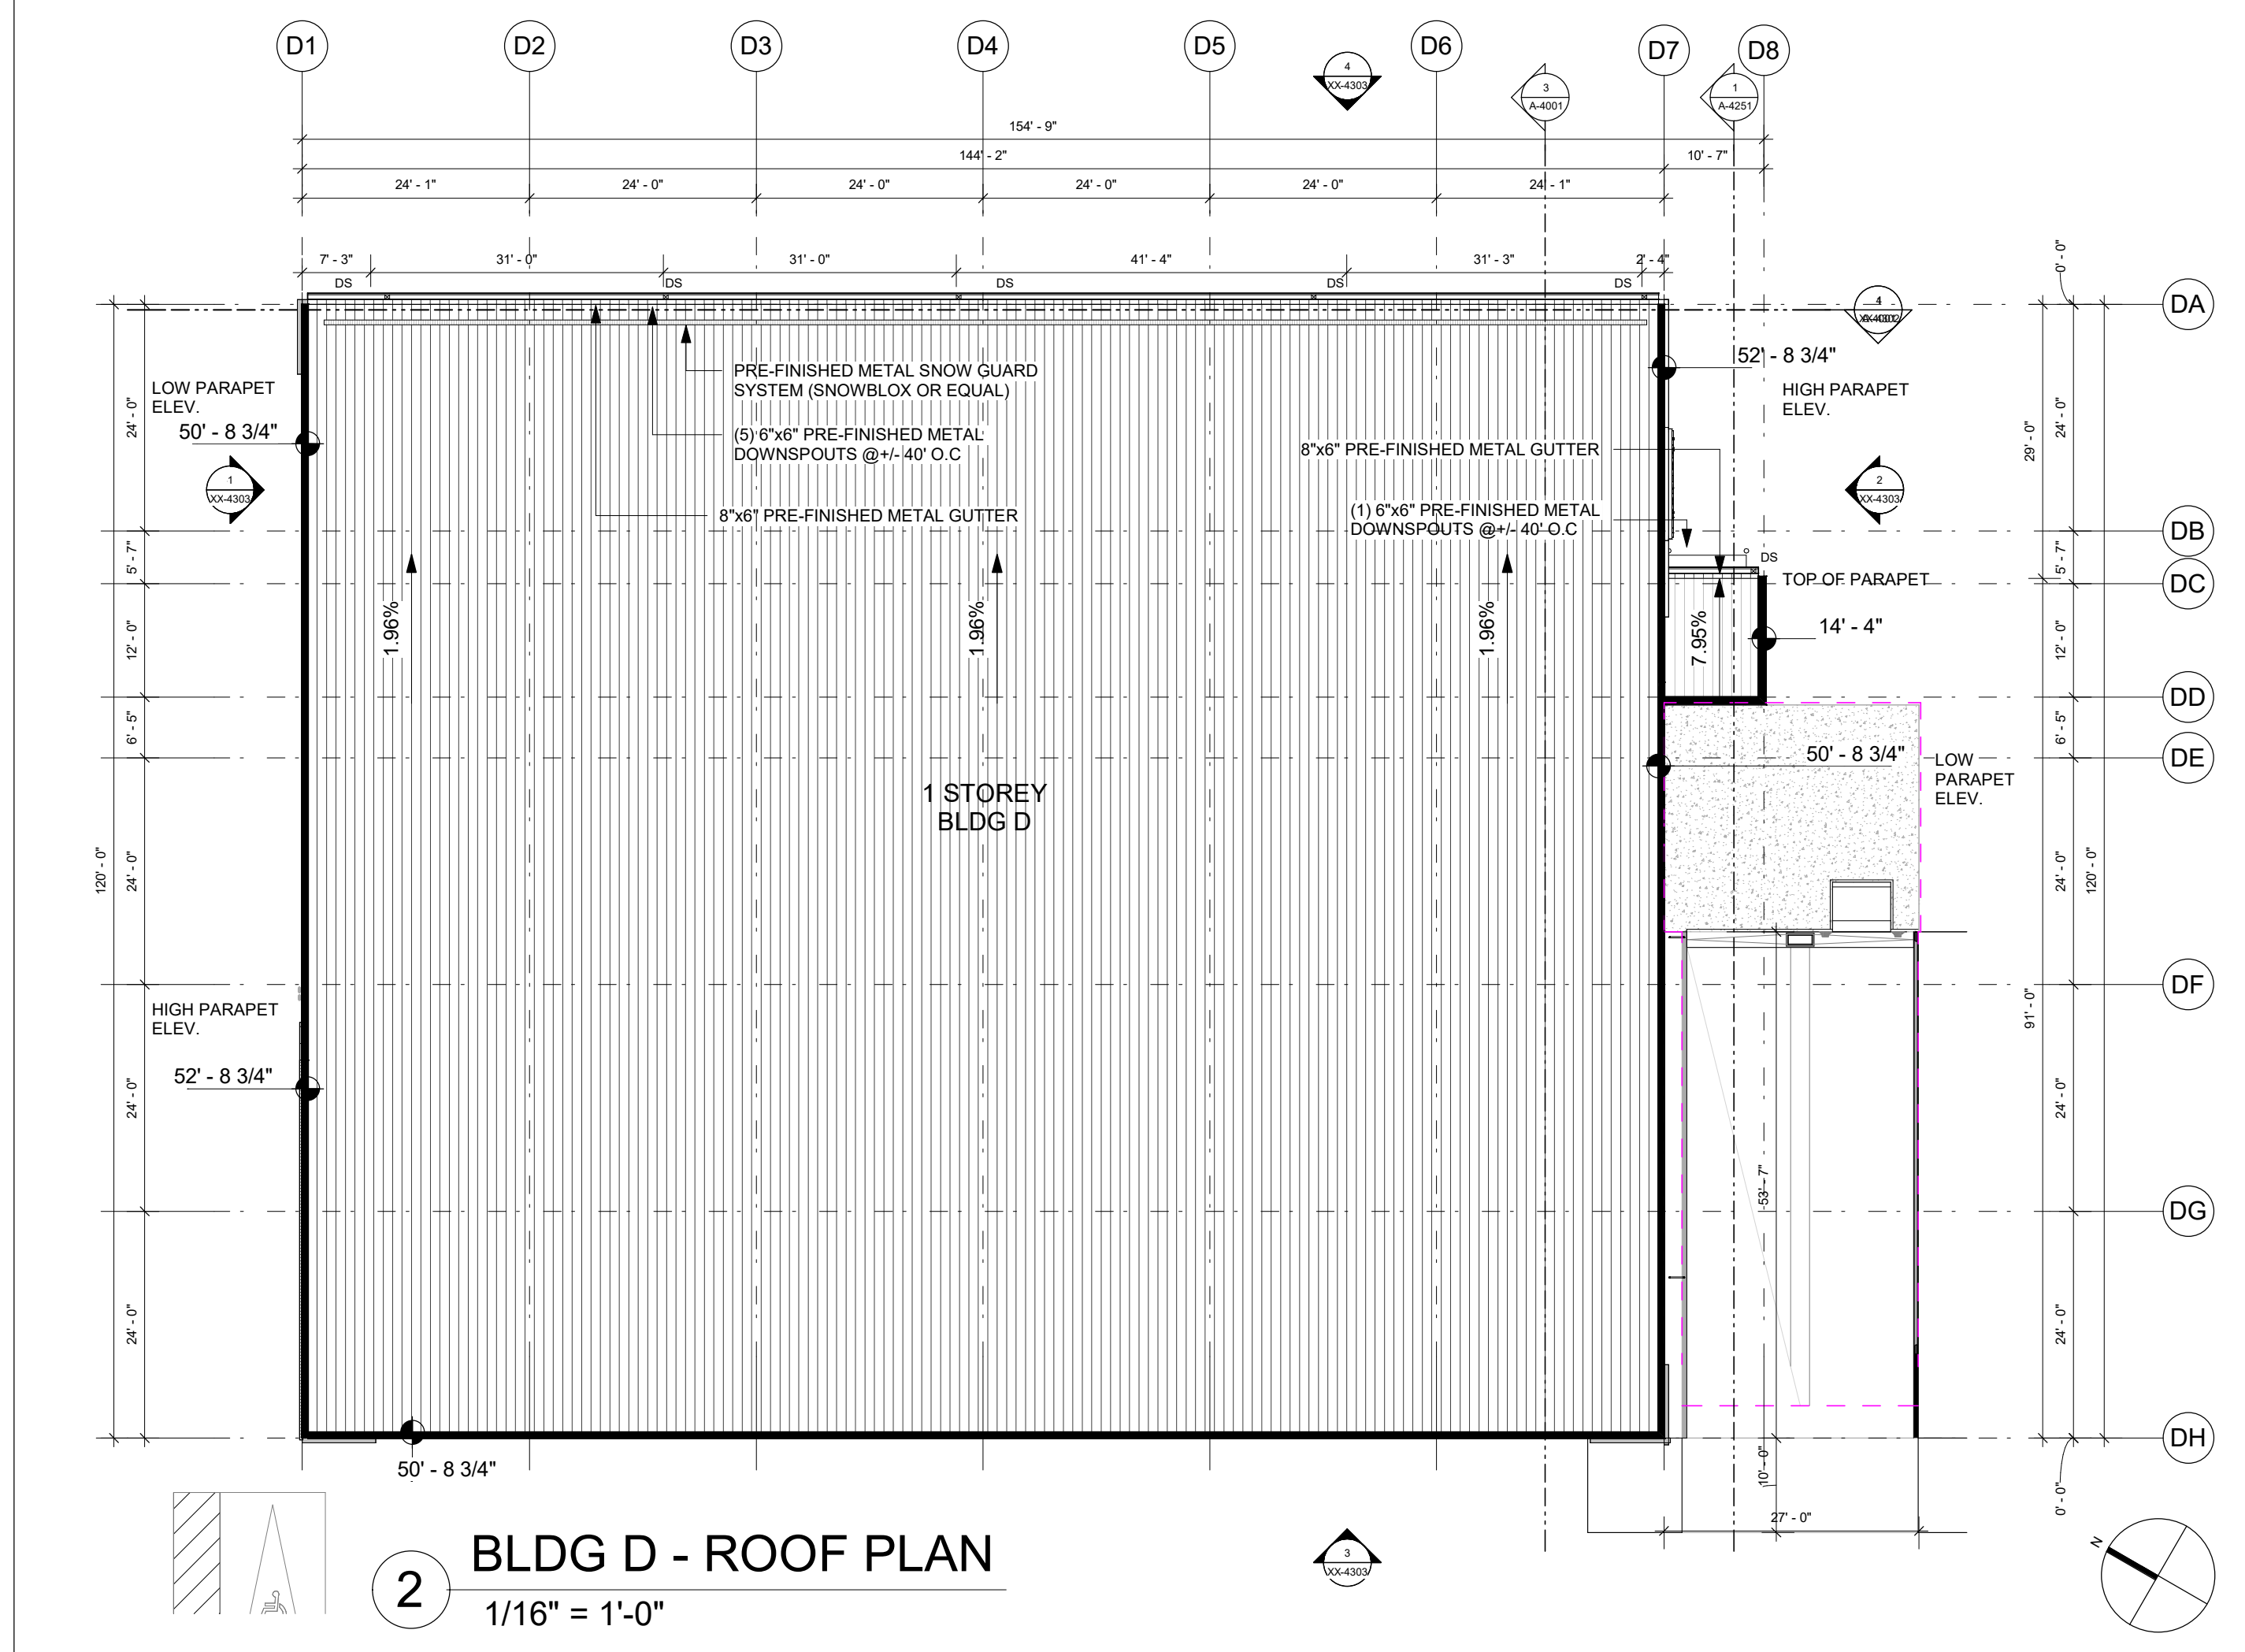 D1 D2 D3 D4 D5 D6 D7 D8
4
XX-4303
3
A-4001
1
A-4251
154' - 9"
144' - 2" 10' - 7"
24' - 1" 24' - 0" 24' - 0" 24' - 0" 24' - 0" 24' - 1"
7' - 3" 31' - 0" 31' - 0" 41' - 4" 31' - 3" 2' - 4"
DS DS DS DS DS
0' - 0"
DA
4
52' - 8 3/4"
HIGH PARAPET
ELEV.
LOW PARAPET
ELEV.
50' - 8 3/4"
1
XX-4303
PRE-FINISHED METAL SNOW GUARD
SYSTEM (SNOWBLOX OR EQUAL)
(5) 6"x6" PRE-FINISHED METAL
DOWNSPOUTS @+/- 40' O.C
8"x6" PRE-FINISHED METAL GUTTER
8"x6" PRE-FINISHED METAL GUTTER
(1) 6"x6" PRE-FINISHED METAL
DOWNSPOUTS @+/- 40' O.C
2
XX-4303
24' - 0"
29' - 0"
24' - 0"
DB
5' - 7"
5' - 7"
DS
TOP OF PARAPET
DC
14' - 4"
1.96% 1.96% 1.96% 7.95%
12' - 0"
12' - 0"
DD
6' - 5"
6' - 5"
50' - 8 3/4"
LOW
PARAPET
ELEV.
DE
1 STOREY
BLDG D
120' - 0"
24' - 0"
24' - 0"
120' - 0"
DF
HIGH PARAPET
ELEV.
52' - 8 3/4"
91' - 0"
24' - 0"
24' - 0"
53' - 7"
DG
24' - 0"
24' - 0"
DH
50' - 8 3/4"
10' - 0"
0' - 0"
27' - 0"
3
XX-4303
N
2
BLDG D - ROOF PLAN
1/16" = 1'-0"